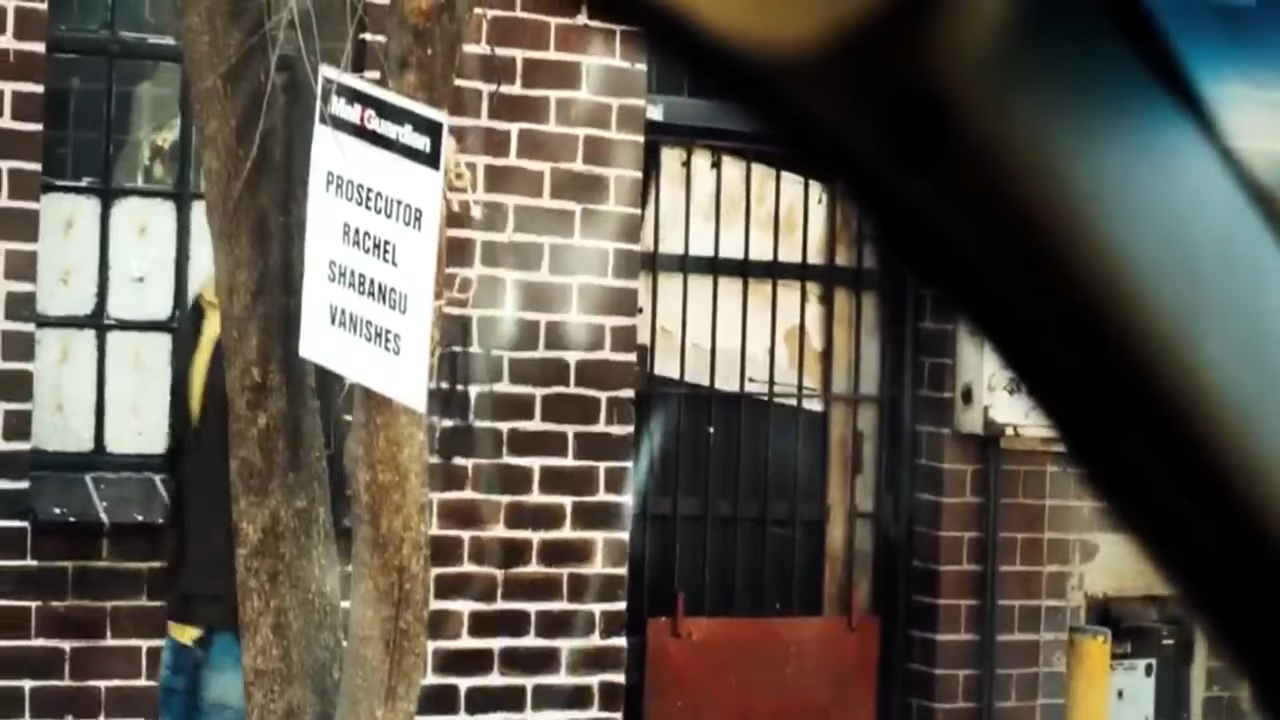 Mail Guardian
PROSECUTOR
RACHEL
SHABANGU
VANISHES